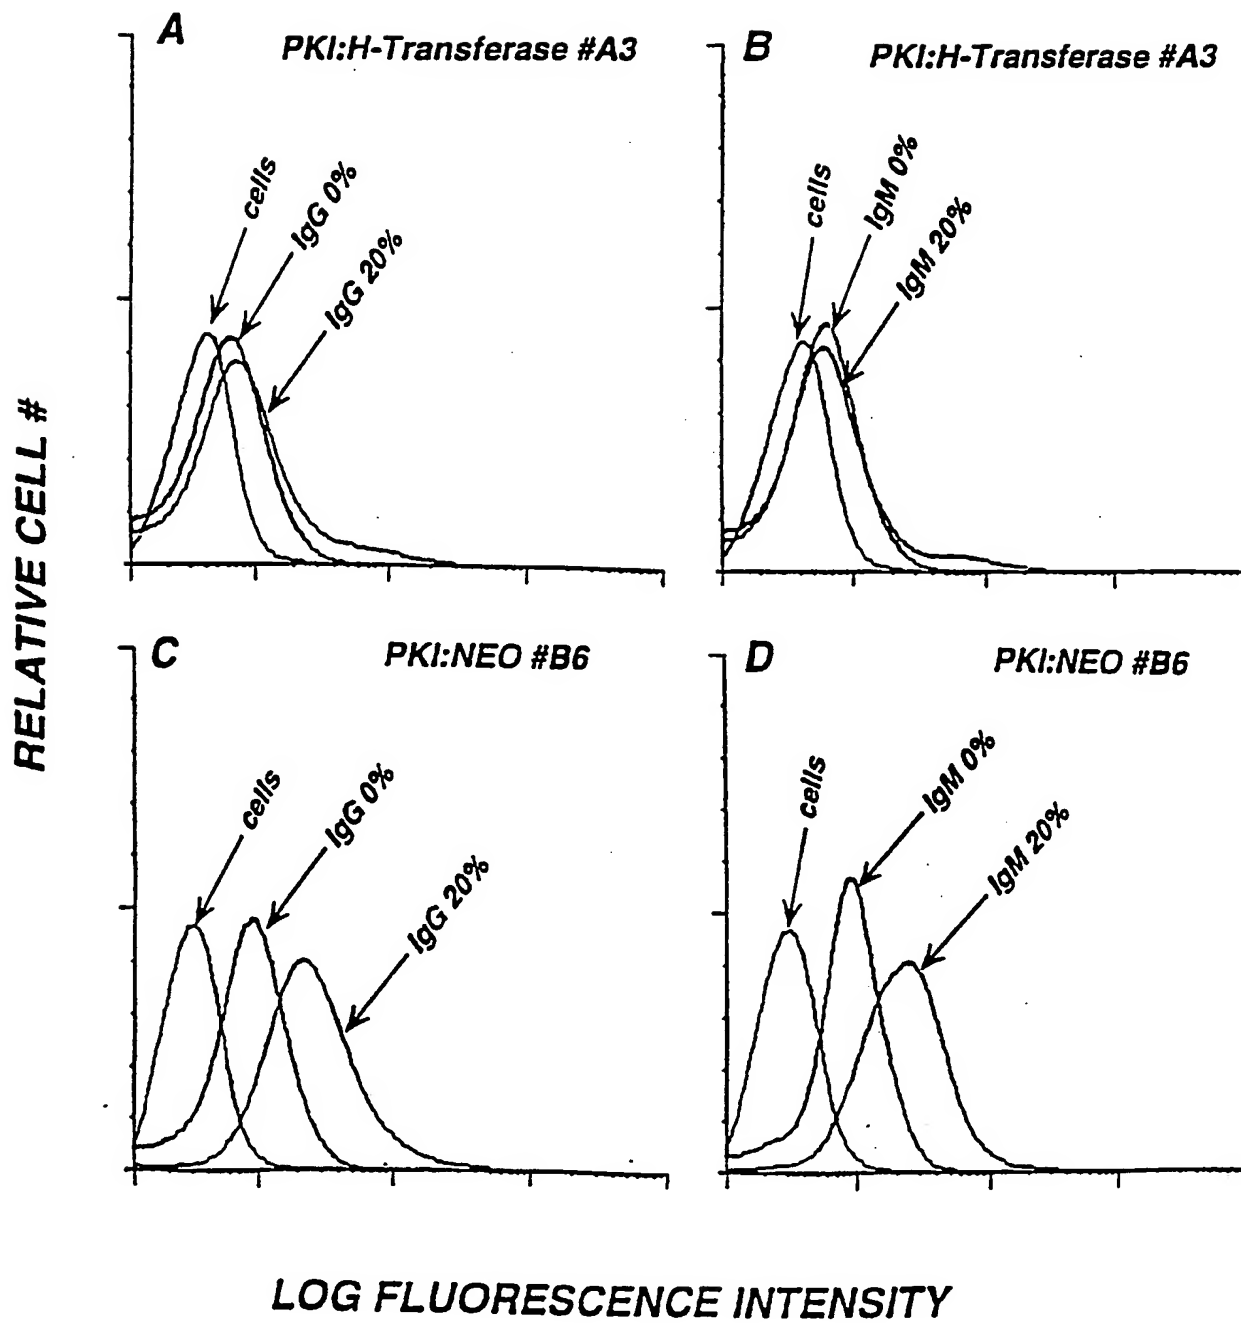 A
PKI:H-Transferase #A3
cells
IgG 0%
IgG 20%
B
PKI:H-Transferase #A3
cells
IgM 0%
IgM 20%
RELATIVE CELL #
C
PKI:NEO #B6
cells
IgG 0%
IgG 20%
D
PKI:NEO #B6
cells
IgM 0%
IgM 20%
LOG FLUORESCENCE INTENSITY